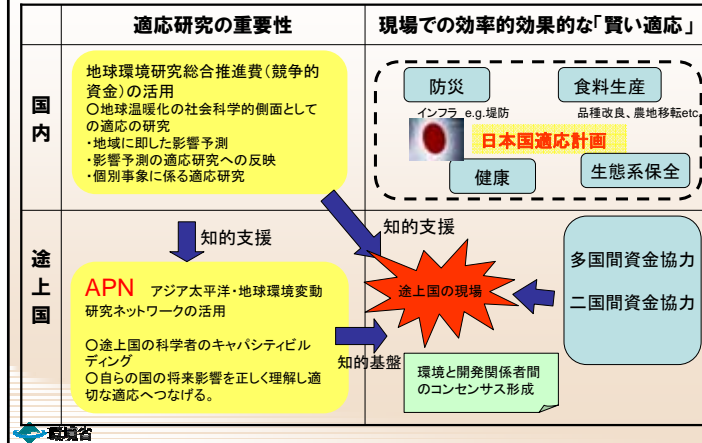 適応研究の重要性
現場での効率的効果的な「賢い適応」
国内
地球環境研究総合推進費(競争的
資金)の活用
〇地球温暖化の社会科学的側面として
の適応の研究
・地域に即した影響予測
・影響予測の適応研究への反映
・個別事象に係る適応研究
防災
食料生産
インフラ e.g.堤防
品種改良、農地移転etc.
日本国適応計画
健康
生態系保全
途上国
知的支援
知的支援
APN アジア太平洋・地球環境変動
研究ネットワークの活用
〇途上国の科学者のキャパシティビル
ディング
〇自らの国の将来影響を正しく理解し適
切な適応へつなげる。
知的基盤
途上国の現場
多国間資金協力
二国間資金協力
環境と開発関係者間
のコンセンサス形成
環境省